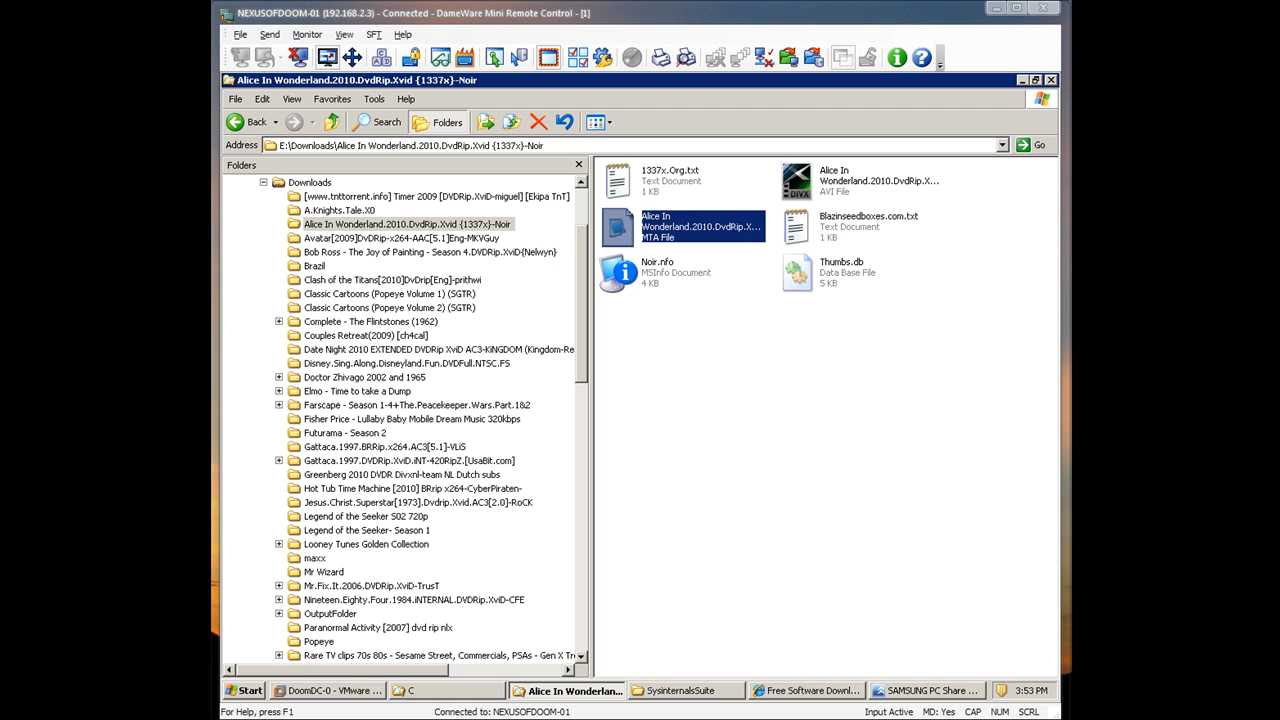 NEXUSOFDOOM-01 (192.168.2.3) - Connected - DameWare Mini Remote Control - [1]
File Send Monitor View SFT Help
Alice In Wonderland.2010.DvdRip.Xvid {1337x}-Noir
File Edit View Favorites Tools Help
Back Search Folders
Address E:\Downloads\Alice In Wonderland.2010.DvdRip.Xvid {1337x}-Noir Go
Folders
Downloads
[www.tnttorrent.info] Timer 2009 [DVDRip.XviD-miguel] [Ekipa TnT]
A.Knights.Tale.X0
Alice In Wonderland.2010.DvdRip.Xvid {1337x}-Noir
Avatar[2009]DvDrip-x264-AAC[5.1]Eng-MKVGuy
Bob Ross - The Joy of Painting - Season 4.DVDRip.XviD{Nelwyn}
Brazil
Clash of the Titans[2010]DvDrip[Eng]-prithwi
Classic Cartoons (Popeye Volume 1) (SGTR)
Classic Cartoons (Popeye Volume 2) (SGTR)
Complete - The Flintstones (1962)
Couples Retreat(2009) [ch4cal]
Date Night 2010 EXTENDED DVDRip XviD AC3-KiNGDOM (Kingdom-Re
Disney.Sing.Along.Disneyland.Fun.DVDFull.NTSC.FS
Doctor Zhivago 2002 and 1965
Elmo - Time to take a Dump
Farscape - Season 1-4+The.Peacekeeper.Wars.Part.1&2
Fisher Price - Lullaby Baby Mobile Dream Music 320kbps
Futurama - Season 2
Gattaca.1997.BRRip.x264.AC3[5.1]-VLiS
Gattaca.1997.DVDRip.XviD.iNT-420RipZ.[UsaBit.com]
Greenberg 2010 DVDR Divxnl-team NL Dutch subs
Hot Tub Time Machine [2010] BRrip x264-CyberPiraten-
Jesus.Christ.Superstar[1973].Dvdrip.Xvid.AC3[2.0]-RoCK
Legend of the Seeker S02 720p
Legend of the Seeker- Season 1
Looney Tunes Golden Collection
maxx
Mr Wizard
Mr.Fix.It.2006.DVDRip.XviD-TrusT
Nineteen.Eighty.Four.1984.iNTERNAL.DVDRip.XviD-CFE
OutputFolder
Paranormal Activity [2007] dvd rip nlx
Popeye
Rare TV clips 70s 80s - Sesame Street, Commercials, PSAs - Gen X Tr
1337x.Org.txt
Text Document
1 KB
Alice In
Wonderland.2010.DvdRip.X...
AVI File
DIVX
Alice In
Wonderland.2010.DvdRip.X...
MTA File
Blazinseedboxes.com.txt
Text Document
1 KB
Noir.nfo
MSInfo Document
4 KB
Thumbs.db
Data Base File
5 KB
Start DoomDC-0 - VMware ... C Alice In Wonderlan... SysinternalsSuite Free Software Downl... SAMSUNG PC Share ... 3:53 PM
For Help, press F1 Connected to: NEXUSOFDOOM-01 Input Active MD: Yes CAP NUM SCRL